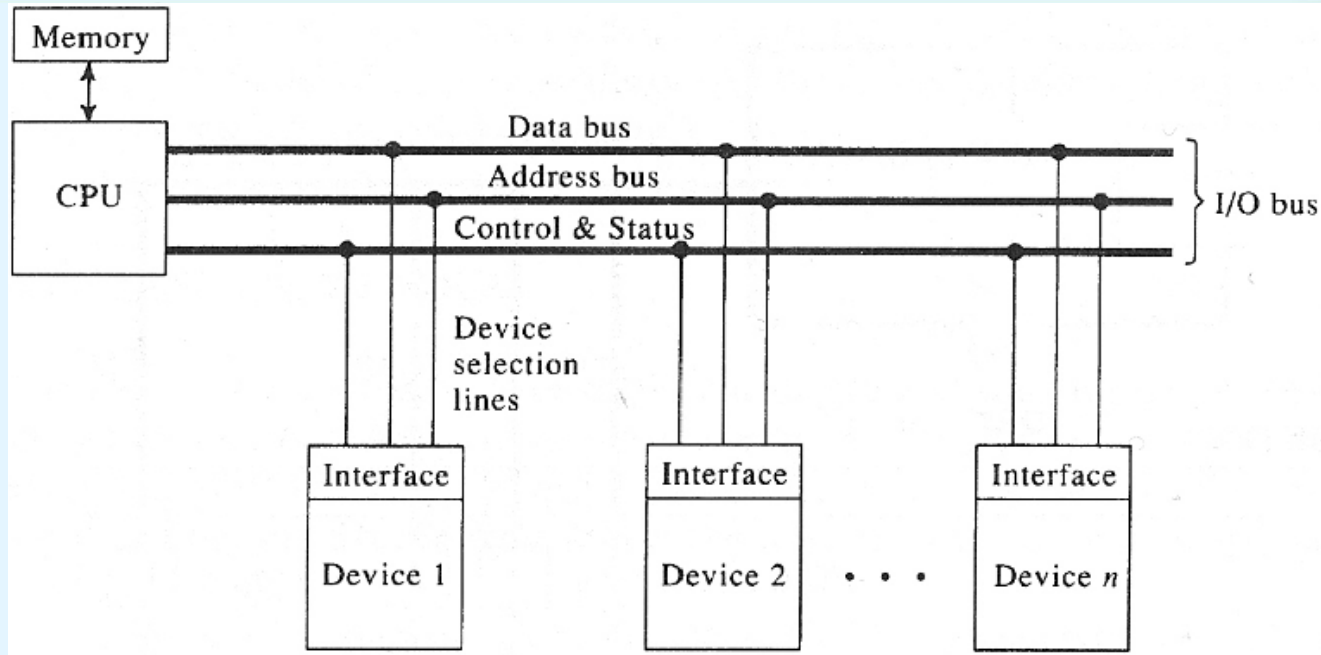 Memory
Data bus
CPU
Address bus
I/O bus
Control & Status
Device
selection
lines
Interface
Interface
Interface
Device 1
Device 2
. . .
Device n